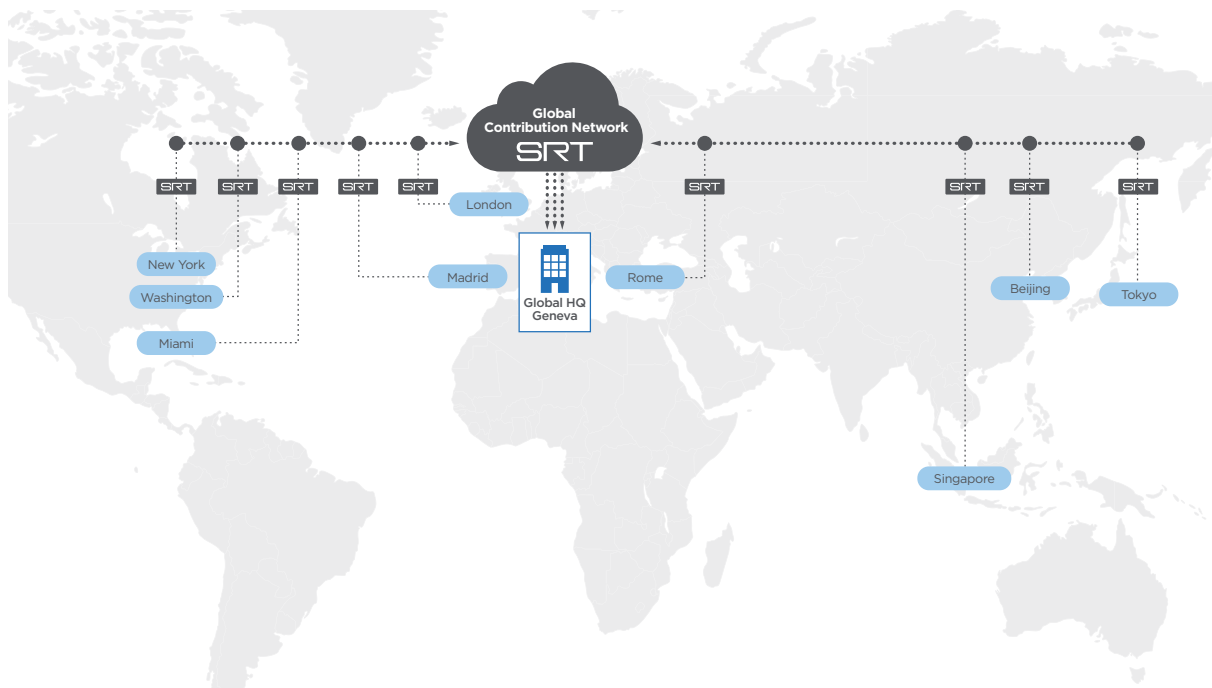 Global
Contribution Network
SRT
SRT
SRT
SRT
SRT
SRT
SRT
SRT
SRT
SRT
London
New York
Madrid
Rome
Washington
Beijing
Tokyo
Global HQ
Geneva
Miami
Singapore